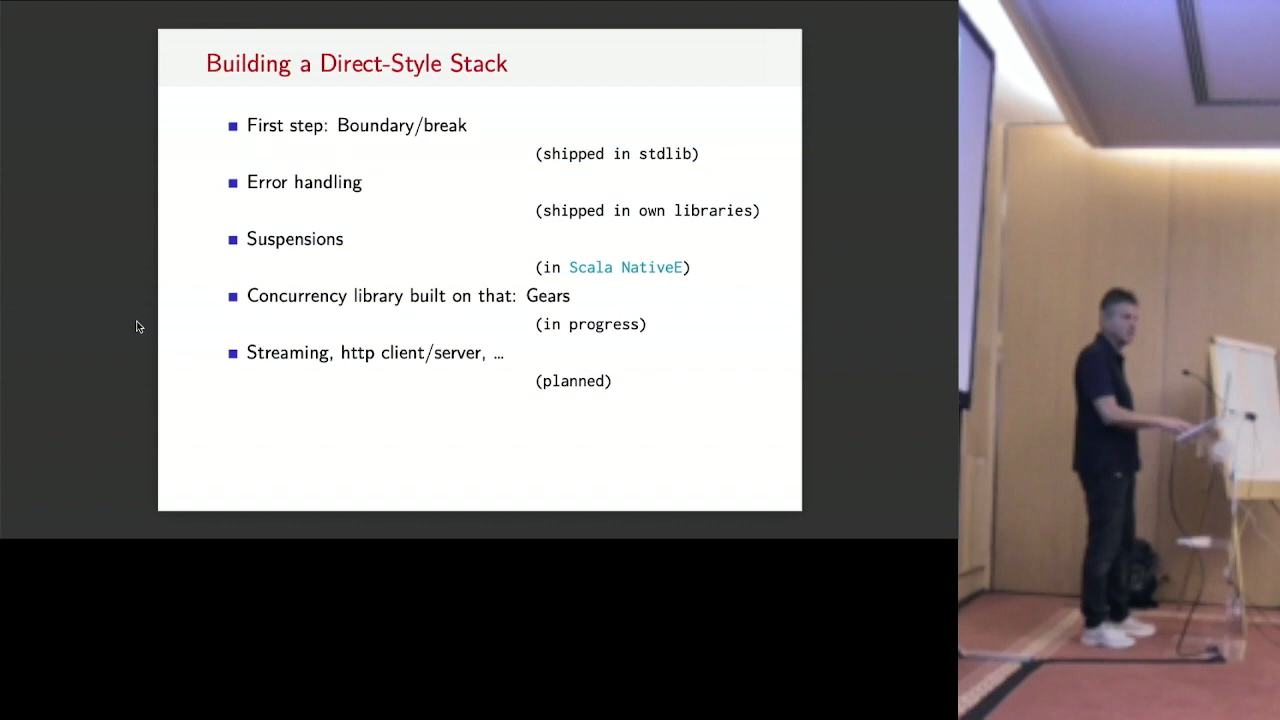 Building a Direct-Style Stack
First step: Boundary/break
(shipped in stdlib)
Error handling
(shipped in own libraries)
Suspensions
(in Scala NativeE)
Concurrency library built on that: Gears
(in progress)
Streaming, http client/server, …
(planned)